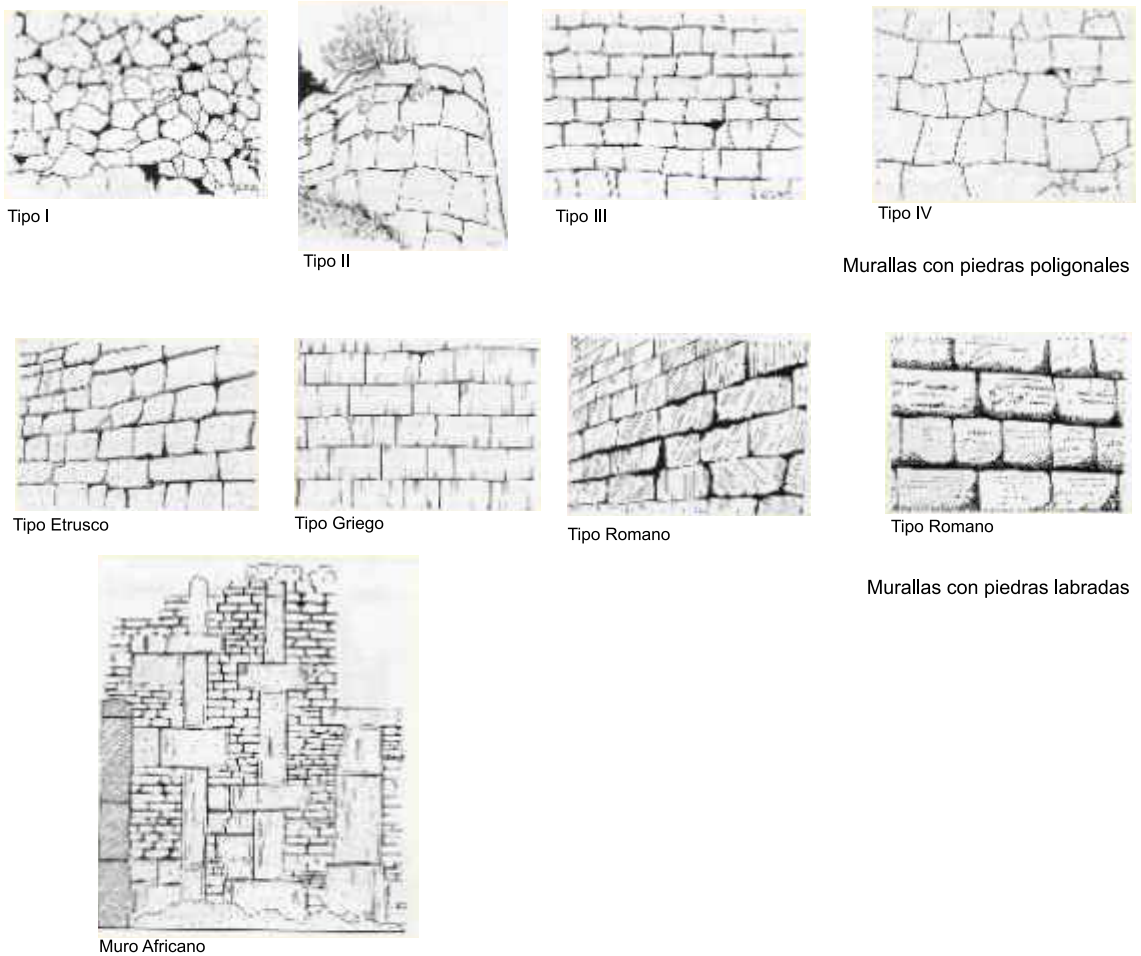 Tipo I
Tipo II
Tipo III
Tipo IV
Murallas con piedras poligonales
Tipo Etrusco
Tipo Griego
Tipo Romano
Tipo Romano
Murallas con piedras labradas
Muro Africano